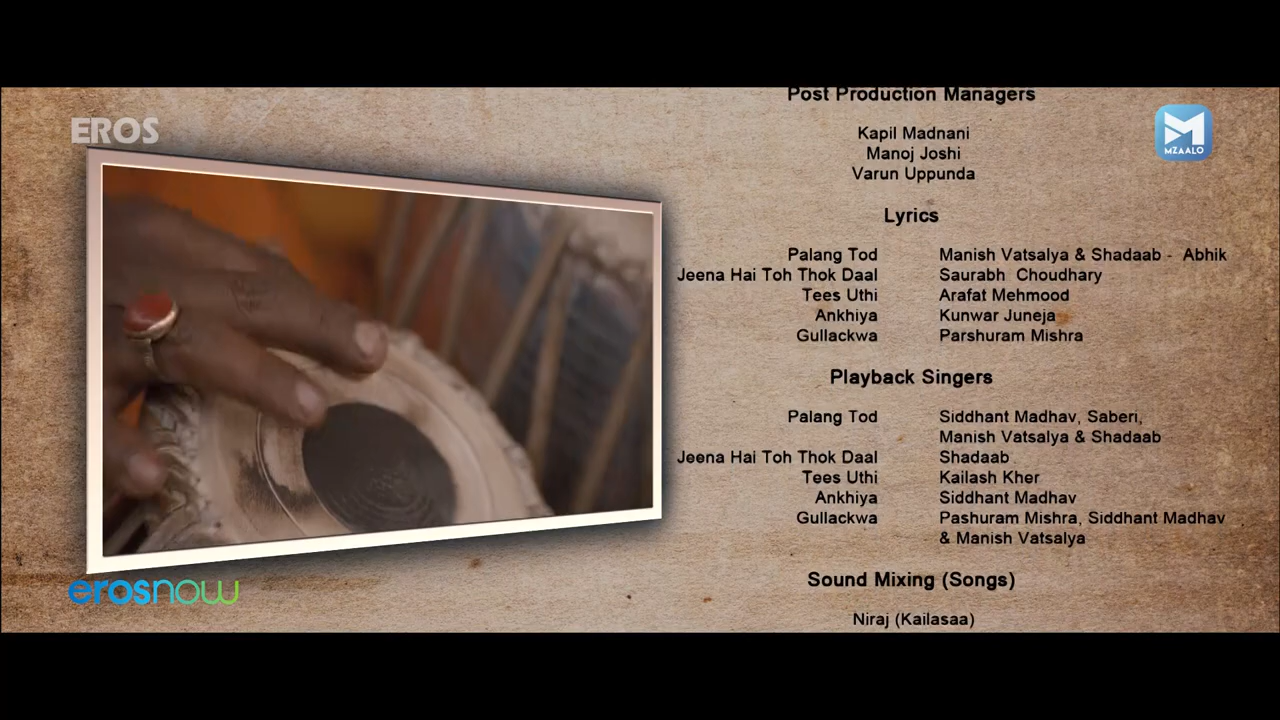 Post Production Managers
EROS
MZAALO
Kapil Madnani
Manoj Joshi
Varun Uppunda
Lyrics
Palang Tod Manish Vatsalya & Shadaab - Abhik
Jeena Hai Toh Thok Daal Saurabh Choudhary
Tees Uthi Arafat Mehmood
Ankhiya Kunwar Juneja
Gullackwa Parshuram Mishra
Playback Singers
Palang Tod Siddhant Madhav, Saberi,
Manish Vatsalya & Shadaab
Jeena Hai Toh Thok Daal Shadaab
Tees Uthi Kailash Kher
Ankhiya Siddhant Madhav
Gullackwa Pashuram Mishra, Siddhant Madhav
& Manish Vatsalya
Sound Mixing (Songs)
erosnow
Niraj (Kailasaa)